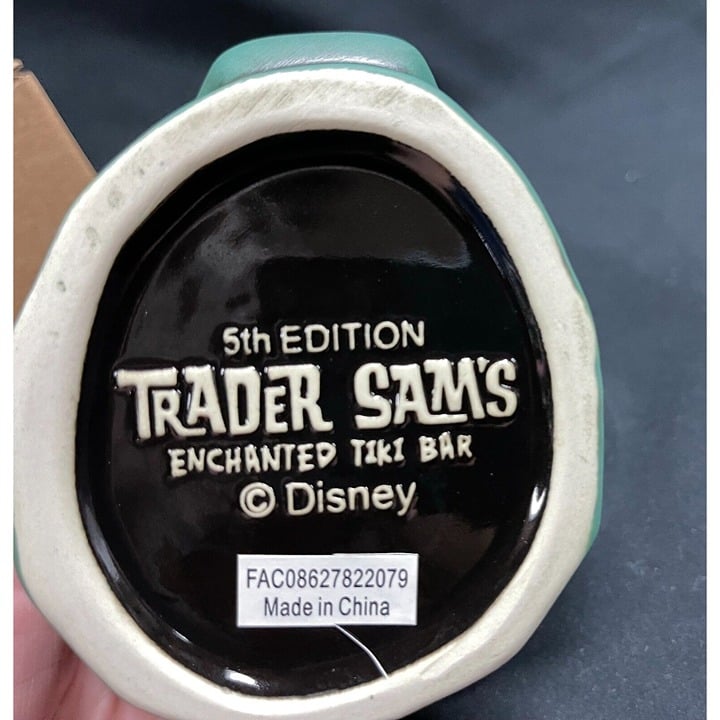 5th EDITION
TRADER SAM'S
ENCHANTED TIKI BAR
© Disney
FAC08627822079
Made in China